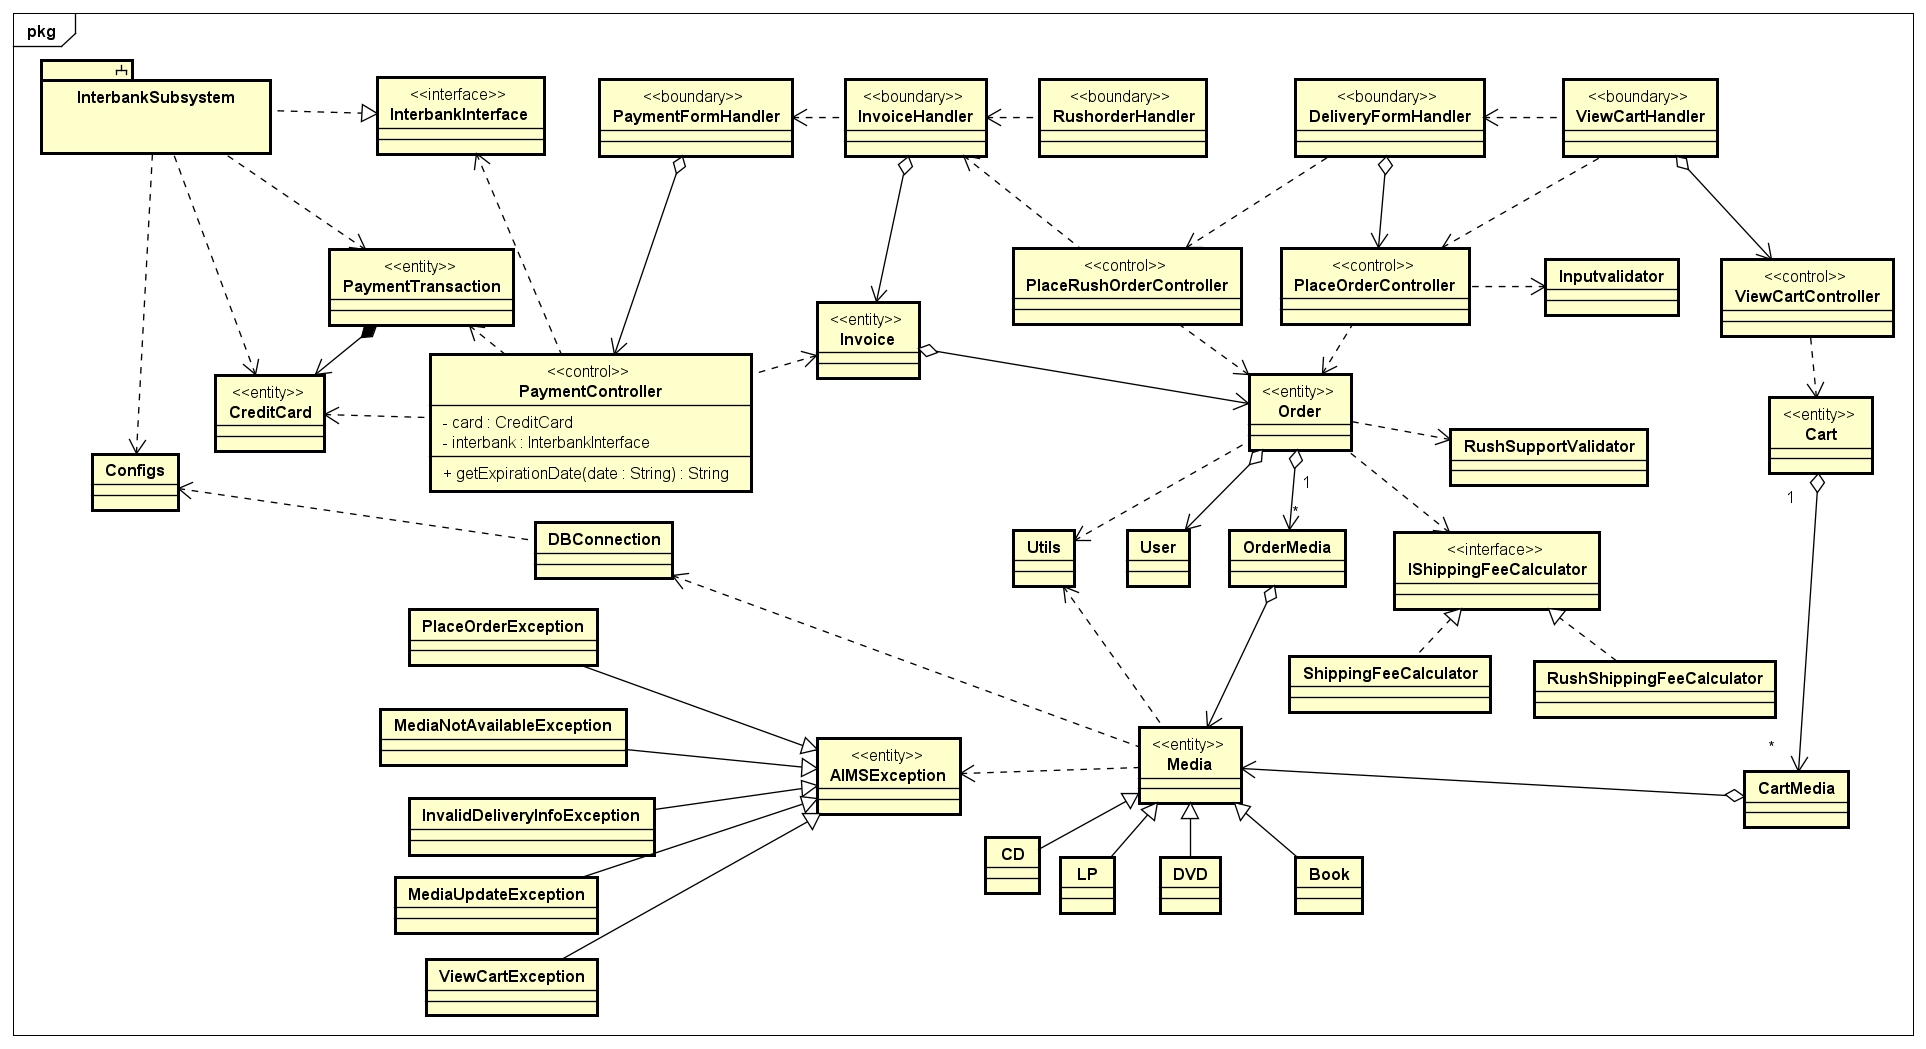 pkg
InterbankSubsystem
<<interface>>
InterbankInterface
<<boundary>>
PaymentFormHandler
<<boundary>>
InvoiceHandler
<<boundary>>
RushorderHandler
<<boundary>>
DeliveryFormHandler
<<boundary>>
ViewCartHandler
<<entity>>
PaymentTransaction
<<control>>
PlaceRushOrderController
<<control>>
PlaceOrderController
Inputvalidator
<<control>>
ViewCartController
<<entity>>
Invoice
<<entity>>
CreditCard
<<control>>
PaymentController
- card : CreditCard
- interbank : InterbankInterface
+ getExpirationDate(date : String) : String
<<entity>>
Order
RushSupportValidator
<<entity>>
Cart
Configs
1
*
1
*
DBConnection
Utils
User
OrderMedia
<<interface>>
IShippingFeeCalculator
PlaceOrderException
ShippingFeeCalculator
RushShippingFeeCalculator
MediaNotAvailableException
<<entity>>
AIMSException
<<entity>>
Media
CartMedia
InvalidDeliveryInfoException
CD
LP
DVD
Book
MediaUpdateException
ViewCartException